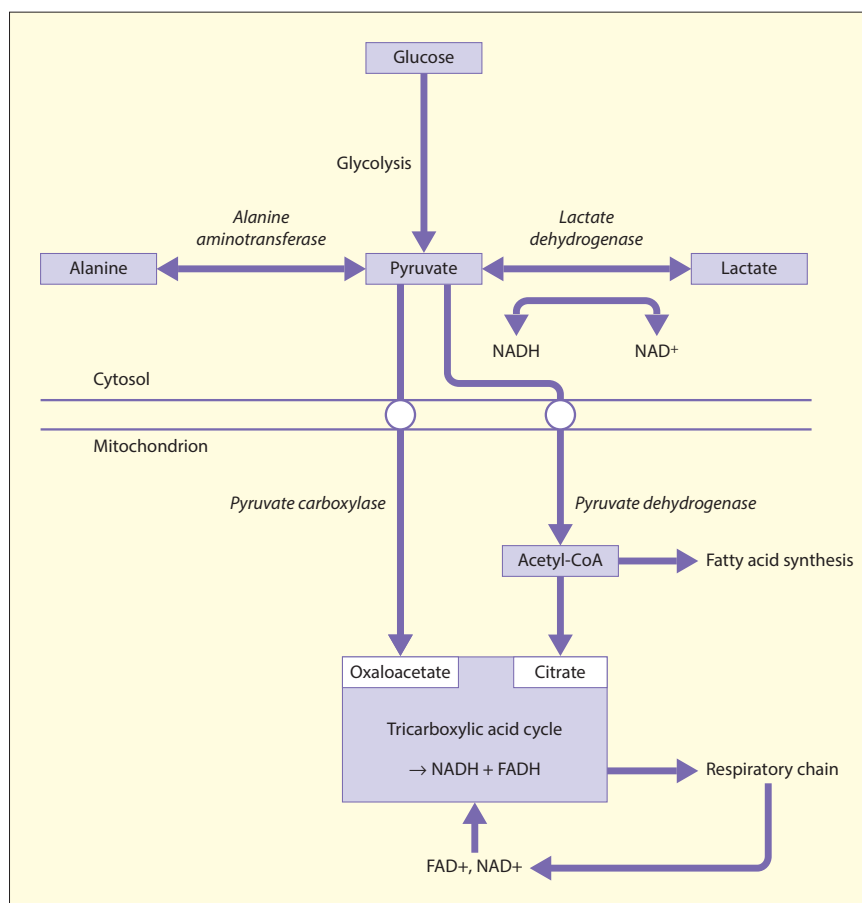 Glucose
Glycolysis
Alanine
aminotransferase
Lactate
dehydrogenase
Alanine
Pyruvate
Lactate
NADH
NAD+
Cytosol
Mitochondrion
Pyruvate carboxylase
Pyruvate dehydrogenase
Acetyl-CoA
Fatty acid synthesis
Oxaloacetate
Citrate
Tricarboxylic acid cycle
→ NADH + FADH
Respiratory chain
FAD+, NAD+